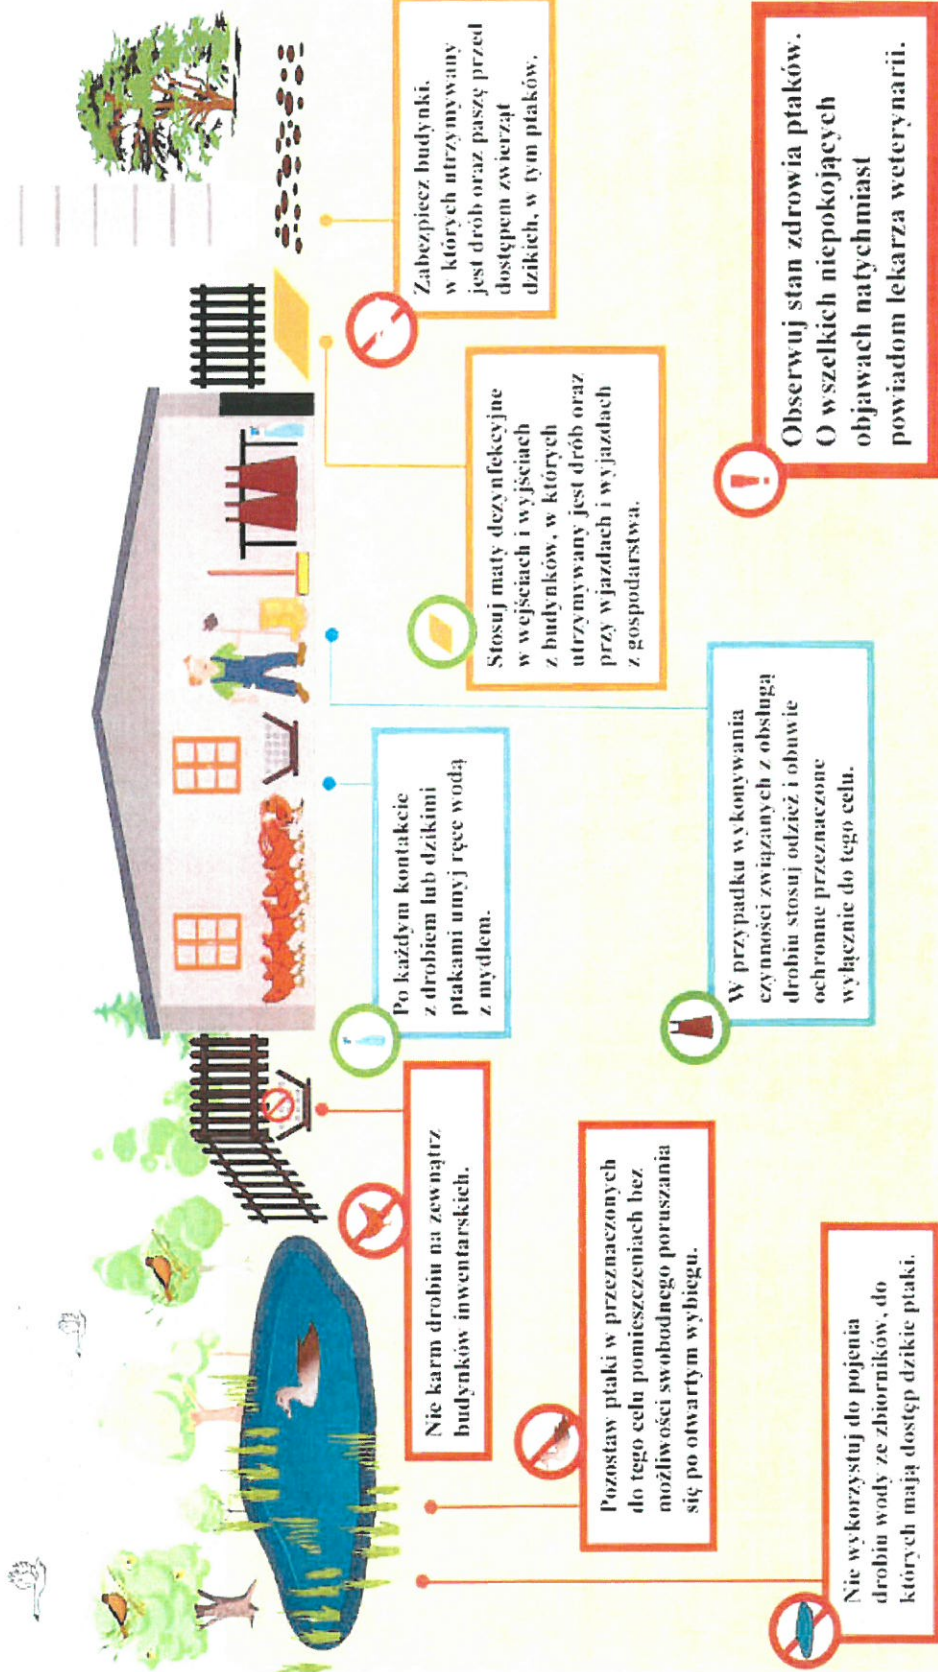 Nie wykorzystuj do pojenia
drobiu wody ze zbiorników, do
których mają dostęp dzikie ptaki.
Pozostaw ptaki w przeznaczonych
do tego celu pomieszczeniach bez
możliwości swobodnego poruszania
się po otwartym wybiegu.
Nie karm drobiu na zewnątrz
budynków inwentarskich.
Po każdym kontakcie
z drobiem lub dzikimi
ptakami umyj ręce wodą
z mydłem.
W przypadku wykonywania
czynności związanych z obsługą
drobiu stosuj odzież i obuwie
ochronne przeznaczone
wyłącznie do tego celu.
Stosuj maty dezynfekcyjne
w wejściach i wyjściach
z budynków, w których
utrzymywany jest drób oraz
przy wjazdach i wyjazdach
z gospodarstwa.
Zabezpiecz budynki,
w których utrzymywany
jest drób oraz paszę przed
dostępem zwierząt
dzikich, w tym ptaków.
Obserwuj stan zdrowia ptaków.
O wszelkich niepokojących
objawach natychmiast
powiadom lekarza weterynarii.